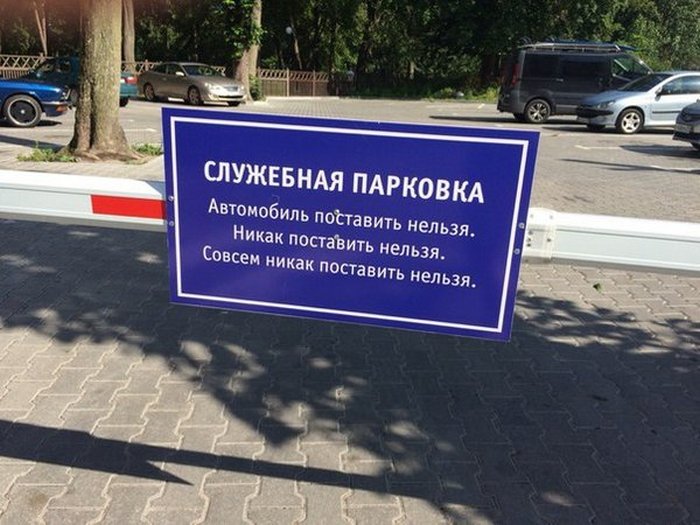 СЛУЖЕБНАЯ ПАРКОВКА
Автомобиль поставить нельзя.
Никак поставить нельзя.
Совсем никак поставить нельзя.